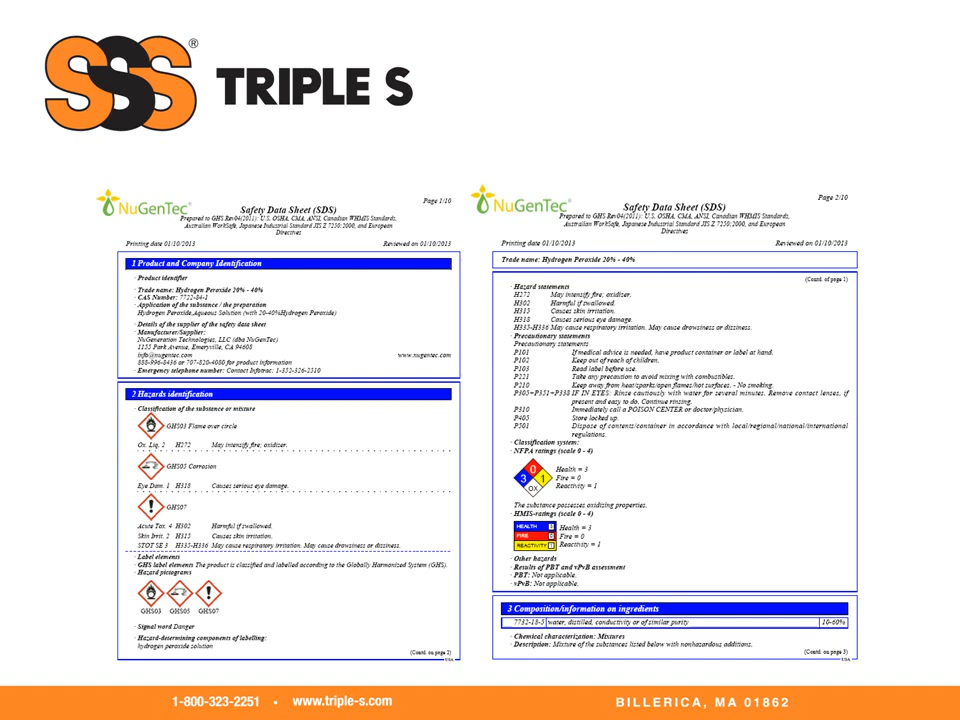 SSS® TRIPLE S
NuGenTec®
Page 1/10
Safety Data Sheet (SDS)
Prepared to GHS Rev04(2011): U.S. OSHA, CMA, ANSI, Canadian WHMIS Standards,
Australian WorkSafe, Japanese Industrial Standard JIS Z 7250:2000, and European
Directives
Printing date 01/10/2013 Reviewed on 01/10/2013
1 Product and Company Identification
· Product identifier
· Trade name: Hydrogen Peroxide 20% - 40%
· CAS Number: 7722-84-1
· Application of the substance / the preparation
Hydrogen Peroxide,Aqueous Solution (with 20-40%Hydrogen Peroxide)
· Details of the supplier of the safety data sheet
· Manufacturer/Supplier:
NuGeneration Technologies, LLC (dba NuGenTec)
1155 Park Avenue, Emeryville, CA 94608
info@nugentec.com www.nugentec.com
888-996-8436 or 707-820-4080 for product information
· Emergency telephone number: Contact Infotrac: 1-352-326-2510
2 Hazards identification
· Classification of the substance or mixture
GHS03 Flame over circle
Ox. Liq. 2 H272 May intensify fire; oxidizer.
GHS05 Corrosion
Eye Dam. 1 H318 Causes serious eye damage.
GHS07
Acute Tox. 4 H302 Harmful if swallowed.
Skin Irrit. 2 H315 Causes skin irritation.
STOT SE 3 H335-H336 May cause respiratory irritation. May cause drowsiness or dizziness.
· Label elements
· GHS label elements The product is classified and labelled according to the Globally Harmonized System (GHS).
· Hazard pictograms
GHS03 GHS05 GHS07
· Signal word Danger
· Hazard-determining components of labelling:
hydrogen peroxide solution
(Contd. on page 2)
USA
NuGenTec®
Page 2/10
Safety Data Sheet (SDS)
Prepared to GHS Rev04(2011): U.S. OSHA, CMA, ANSI, Canadian WHMIS Standards,
Australian WorkSafe, Japanese Industrial Standard JIS Z 7250:2000, and European
Directives
Printing date 01/10/2013 Reviewed on 01/10/2013
Trade name: Hydrogen Peroxide 20% - 40%
(Contd. of page 1)
· Hazard statements
H272 May intensify fire; oxidizer.
H302 Harmful if swallowed.
H315 Causes skin irritation.
H318 Causes serious eye damage.
H335-H336 May cause respiratory irritation. May cause drowsiness or dizziness.
· Precautionary statements
Precautionary statements
P101 If medical advice is needed, have product container or label at hand.
P102 Keep out of reach of children.
P103 Read label before use.
P221 Take any precaution to avoid mixing with combustibles.
P210 Keep away from heat/sparks/open flames/hot surfaces. - No smoking.
P305+P351+P338 IF IN EYES: Rinse cautiously with water for several minutes. Remove contact lenses, if
present and easy to do. Continue rinsing.
P310 Immediately call a POISON CENTER or doctor/physician.
P405 Store locked up.
P501 Dispose of contents/container in accordance with local/regional/national/international
regulations.
· Classification system:
· NFPA ratings (scale 0 - 4)
0
3 1
OX
Health = 3
Fire = 0
Reactivity = 1
The substance possesses oxidizing properties.
· HMIS-ratings (scale 0 - 4)
HEALTH 3 Health = 3
FIRE 0 Fire = 0
REACTIVITY 1 Reactivity = 1
· Other hazards
· Results of PBT and vPvB assessment
· PBT: Not applicable.
· vPvB: Not applicable.
3 Composition/information on ingredients
7732-18-5 water, distilled, conductivity or of similar purity 10-60%
· Chemical characterization: Mixtures
· Description: Mixture of the substances listed below with nonhazardous additions.
(Contd. on page 3)
USA
1-800-323-2251 • www.triple-s.com BILLERICA, MA 01862